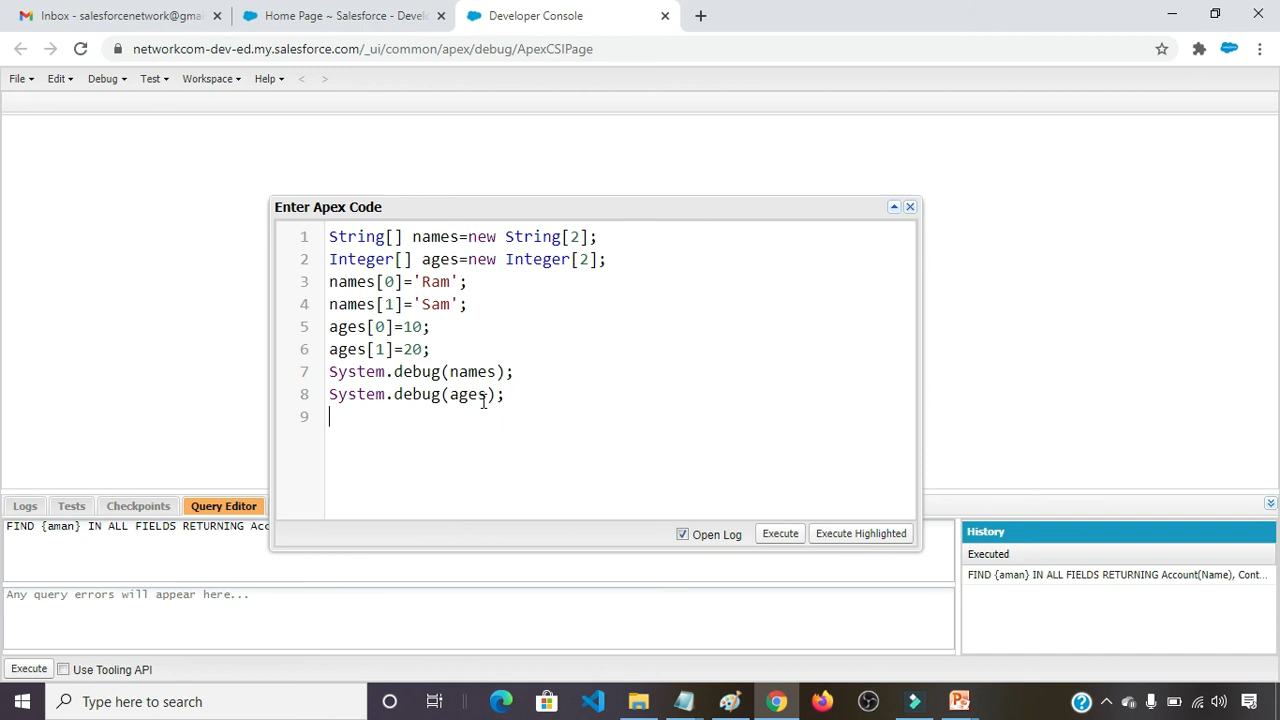 Inbox - salesforcenetwork@gmai
Home Page ~ Salesforce - Develo
Developer Console
networkcom-dev-ed.my.salesforce.com/_ui/common/apex/debug/ApexCSIPage
File Edit Debug Test Workspace Help < >
Enter Apex Code
1 String[] names=new String[2];
2 Integer[] ages=new Integer[2];
3 names[0]='Ram';
4 names[1]='Sam';
5 ages[0]=10;
6 ages[1]=20;
7 System.debug(names);
8 System.debug(ages);
9
Open Log Execute Execute Highlighted
Logs Tests Checkpoints Query Editor
FIND {aman} IN ALL FIELDS RETURNING Acc
History
Executed
FIND {aman} IN ALL FIELDS RETURNING Account(Name), Cont...
Any query errors will appear here...
Execute Use Tooling API
Type here to search